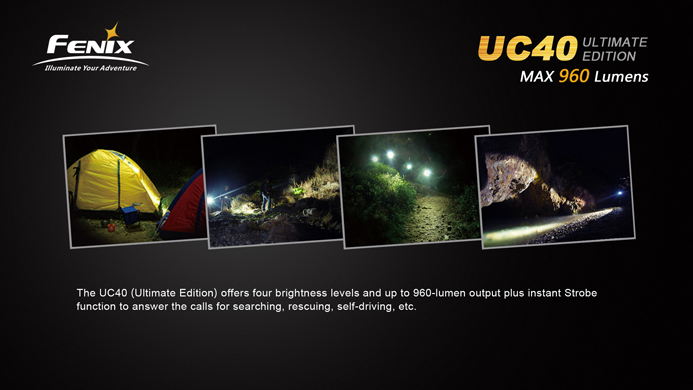 FENIX
Illuminate Your Adventure
UC40 ULTIMATE EDITION
MAX 960 Lumens
The UC40 (Ultimate Edition) offers four brightness levels and up to 960-lumen output plus instant Strobe
function to answer the calls for searching, rescuing, self-driving, etc.